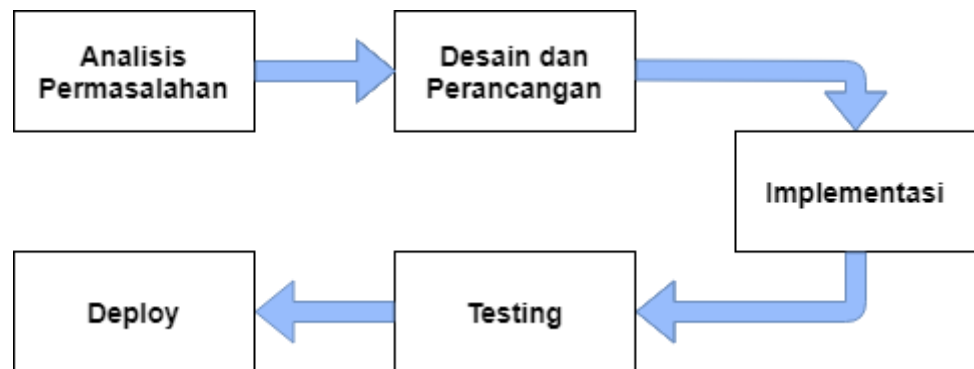 Analisis
Permasalahan
Desain dan
Perancangan
Implementasi
Testing
Deploy